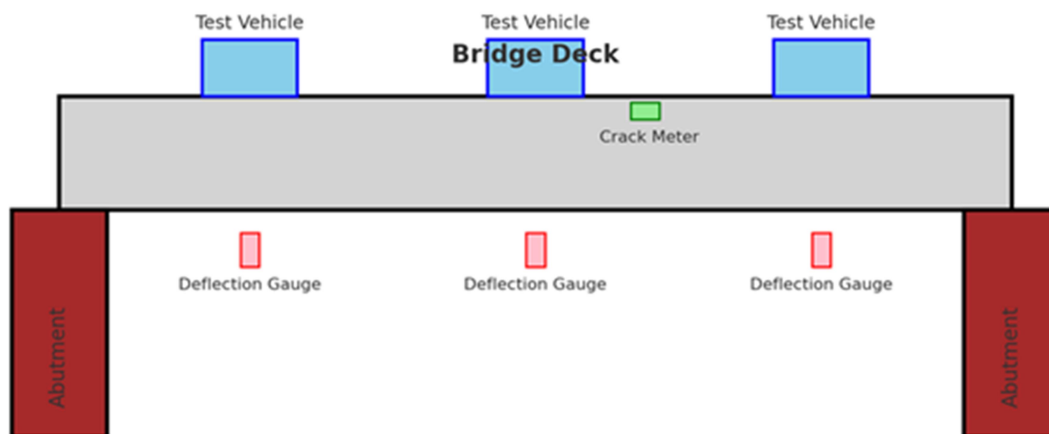 Test Vehicle
Test Vehicle
Test Vehicle
Bridge Deck
Crack Meter
Deflection Gauge
Deflection Gauge
Deflection Gauge
Abutment
Abutment